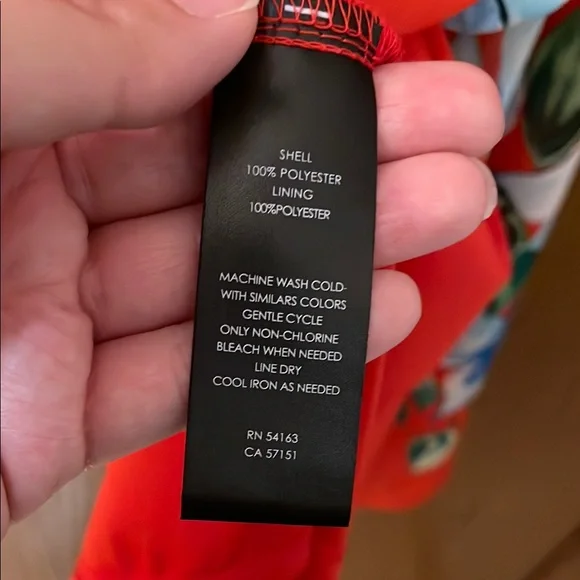 SHELL
100% POLYESTER
LINING
100%POLYESTER
MACHINE WASH COLD-
WITH SIMILARS COLORS
GENTLE CYCLE
ONLY NON-CHLORINE
BLEACH WHEN NEEDED
LINE DRY
COOL IRON AS NEEDED
RN 54163
CA 57151